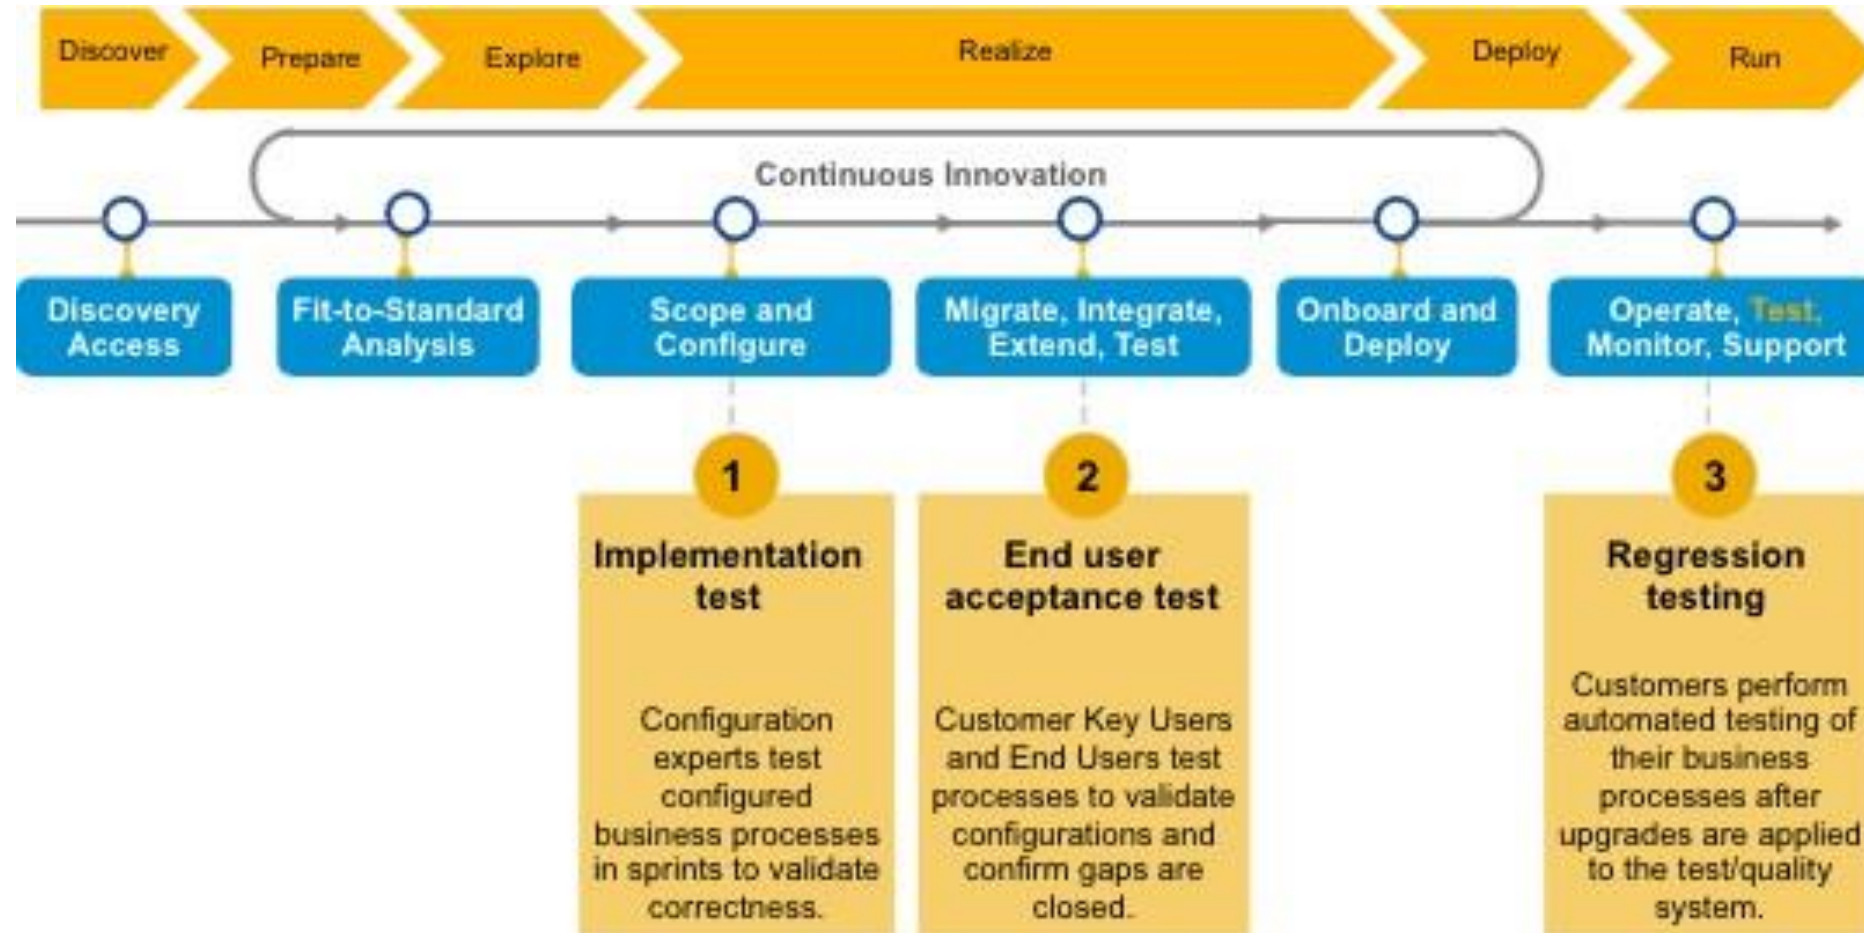 Discover
Prepare
Explore
Realize
Deploy
Run
Continuous Innovation
Discovery
Access
Fit-to-Standard
Analysis
Scope and
Configure
Migrate, Integrate,
Extend, Test
Onboard and
Deploy
Operate, Test,
Monitor, Support
1
Implementation
test
Configuration
experts test
configured
business processes
in sprints to validate
correctness.
2
End user
acceptance test
Customer Key Users
and End Users test
processes to validate
configurations and
confirm gaps are
closed.
3
Regression
testing
Customers perform
automated testing of
their business
processes after
upgrades are applied
to the test/quality
system.